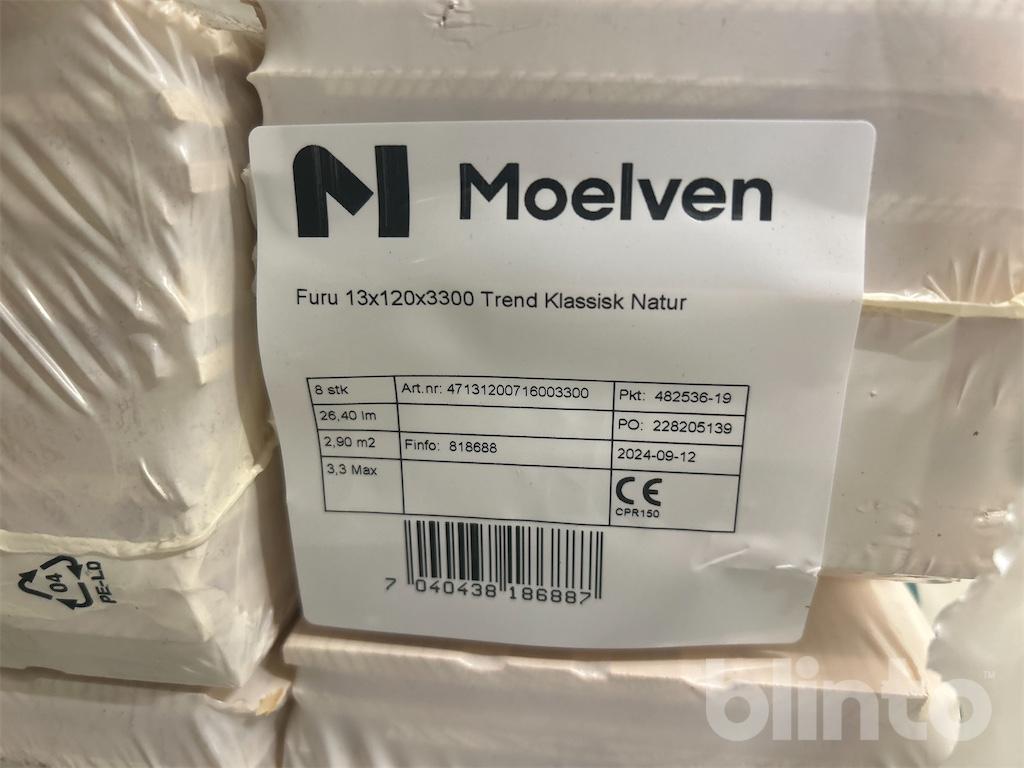 Moelven
Furu 13x120x3300 Trend Klassisk Natur
8 stk Art.nr: 47131200716003300 Pkt: 482536-19
26,40 lm PO: 228205139
2,90 m2 Finfo: 818688 2024-09-12
3,3 Max CE
CPR150
7 040438 186887
04
PE-LD
blinto™